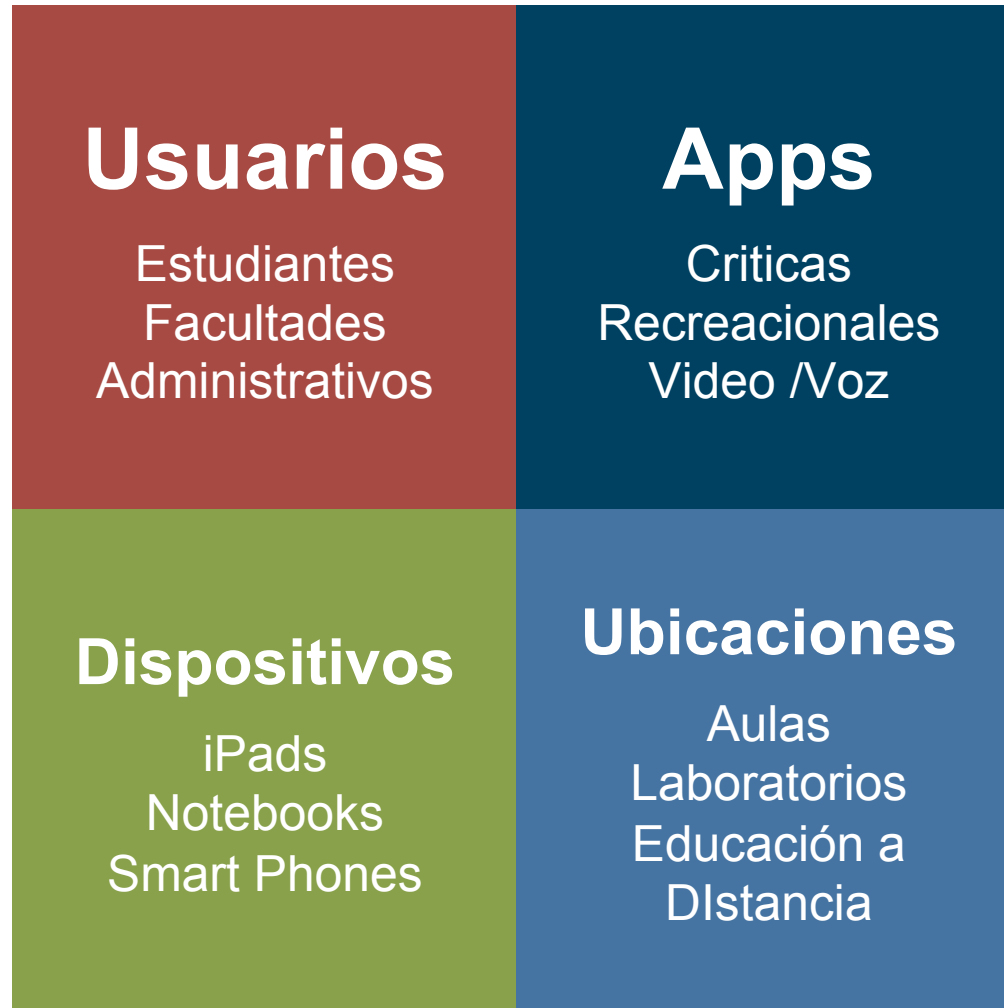 Usuarios
Estudiantes
Facultades
Administrativos
Apps
Criticas
Recreacionales
Video /Voz
Dispositivos
iPads
Notebooks
Smart Phones
Ubicaciones
Aulas
Laboratorios
Educación a
DIstancia